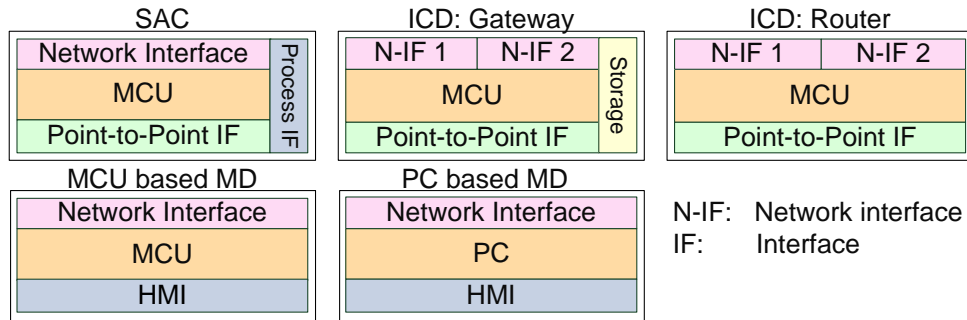 SAC
Network Interface
MCU
Point-to-Point IF
Process IF
ICD: Gateway
N-IF 1
N-IF 2
MCU
Point-to-Point IF
Storage
ICD: Router
N-IF 1
N-IF 2
MCU
Point-to-Point IF
MCU based MD
Network Interface
MCU
HMI
PC based MD
Network Interface
PC
HMI
N-IF: Network interface
IF: Interface